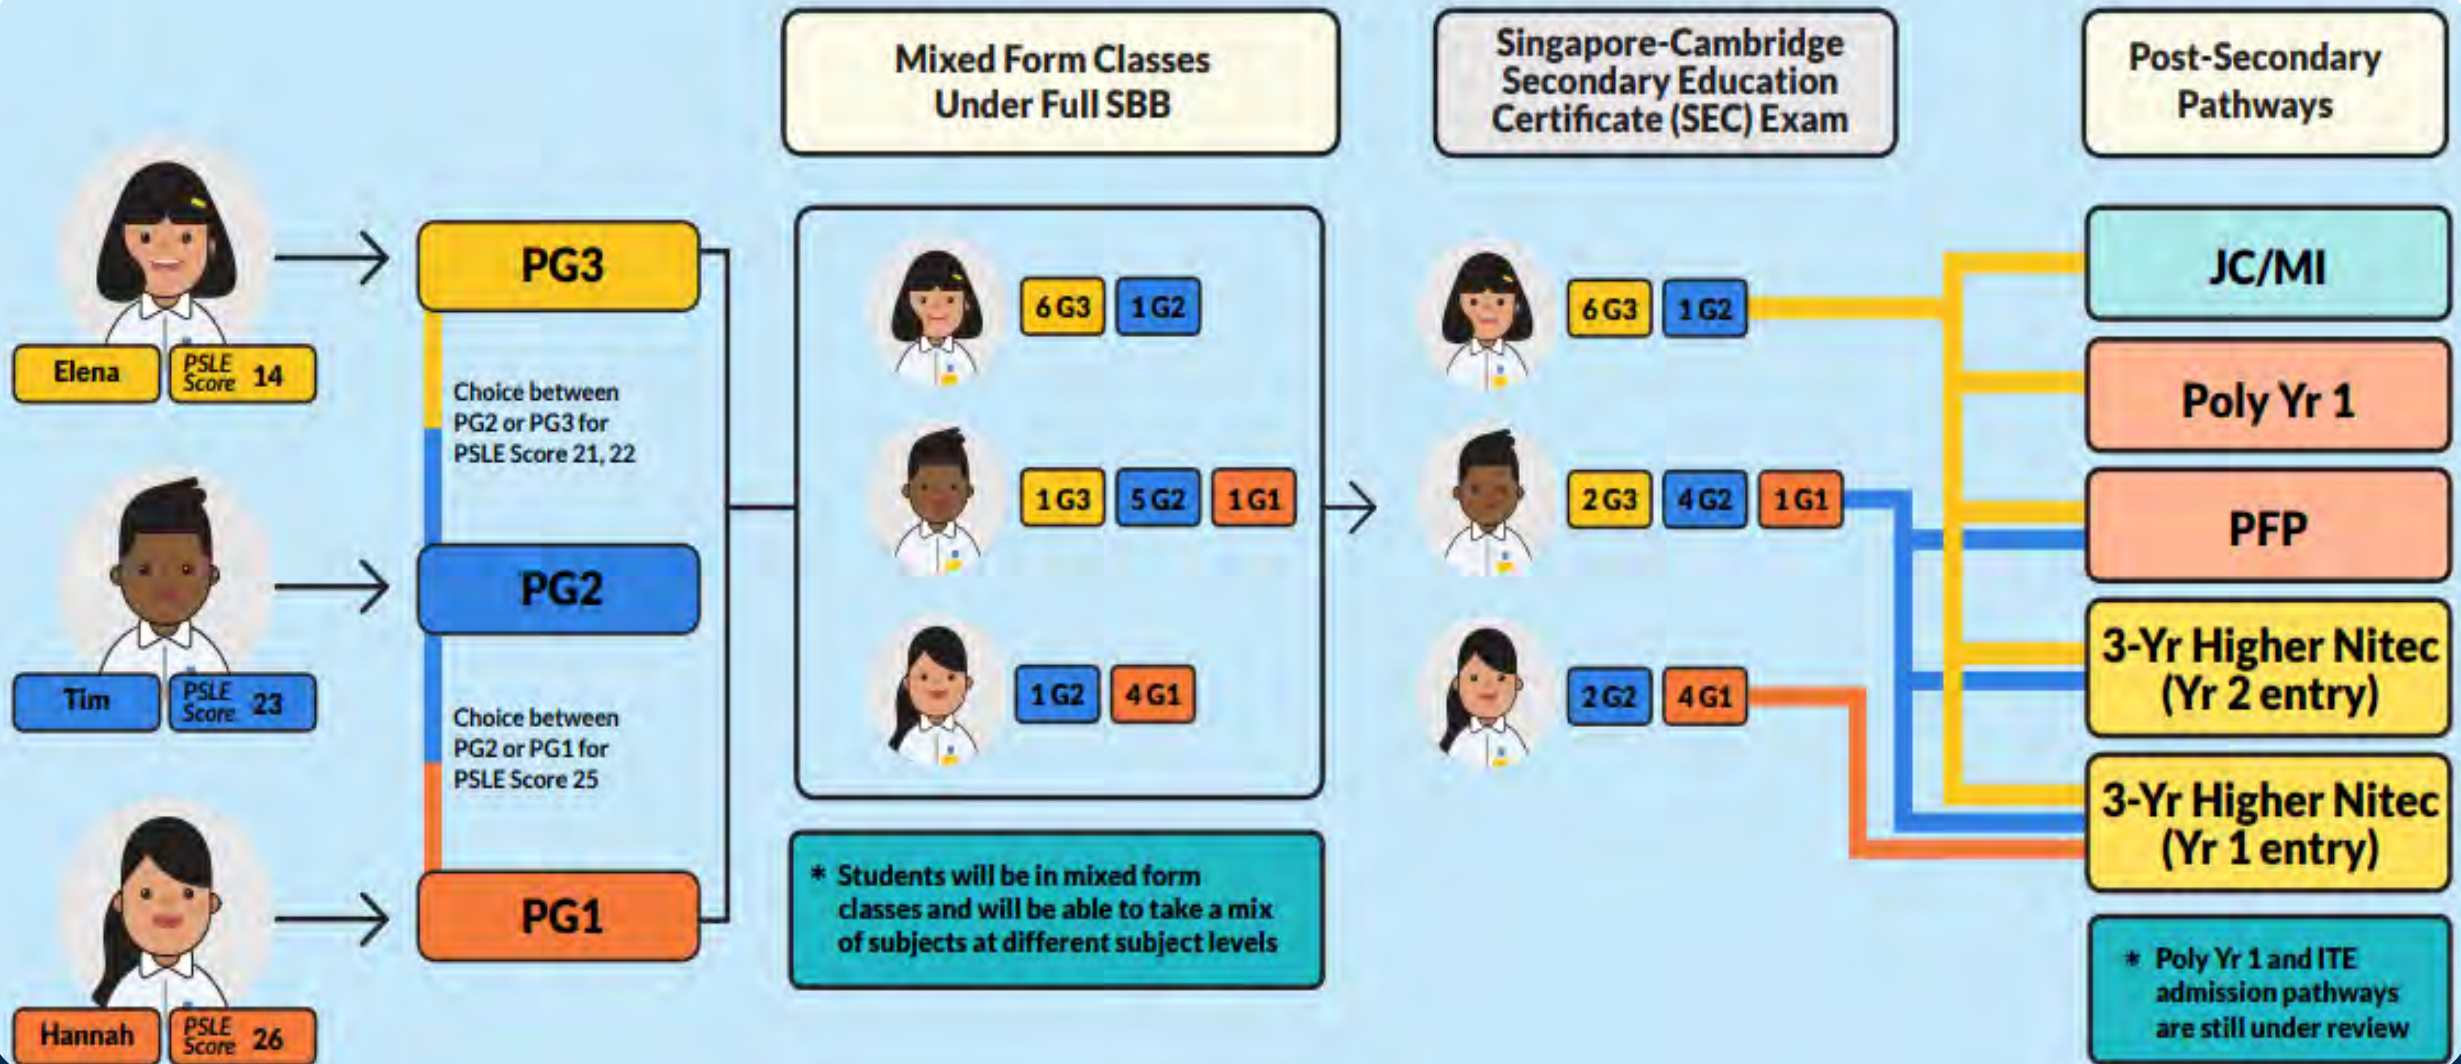 Mixed Form Classes
Under Full SBB
Singapore-Cambridge
Secondary Education
Certificate (SEC) Exam
Post-Secondary
Pathways
Elena
PSLE
Score 14
Tim
PSLE
Score 23
Hannah
PSLE
Score 26
PG3
Choice between
PG2 or PG3 for
PSLE Score 21, 22
PG2
Choice between
PG2 or PG1 for
PSLE Score 25
PG1
6 G3 1 G2
1 G3 5 G2 1 G1
1 G2 4 G1
* Students will be in mixed form
classes and will be able to take a mix
of subjects at different subject levels
6 G3 1 G2
2 G3 4 G2 1 G1
2 G2 4 G1
JC/MI
Poly Yr 1
PFP
3-Yr Higher Nitec
(Yr 2 entry)
3-Yr Higher Nitec
(Yr 1 entry)
* Poly Yr 1 and ITE
admission pathways
are still under review